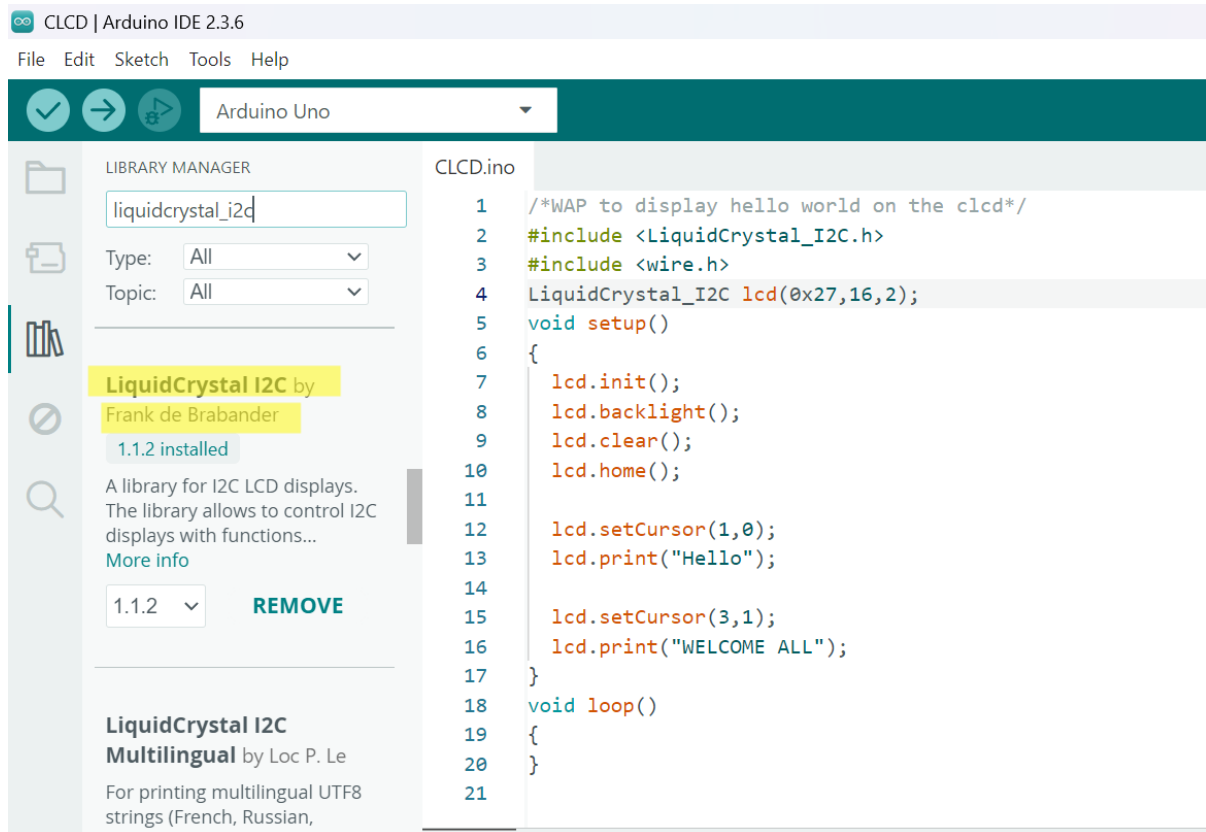 CLCD | Arduino IDE 2.3.6
File Edit Sketch Tools Help
Arduino Uno
LIBRARY MANAGER
liquidcrystal_i2c
Type: All
Topic: All
LiquidCrystal I2C by
Frank de Brabander
1.1.2 installed
A library for I2C LCD displays.
The library allows to control I2C
displays with functions...
More info
1.1.2 REMOVE
LiquidCrystal I2C
Multilingual by Loc P. Le
For printing multilingual UTF8
strings (French, Russian,
CLCD.ino
1 /*WAP to display hello world on the clcd*/
2 #include <LiquidCrystal_I2C.h>
3 #include <wire.h>
4 LiquidCrystal_I2C lcd(0x27,16,2);
5 void setup()
6 {
7 lcd.init();
8 lcd.backlight();
9 lcd.clear();
10 lcd.home();
11
12 lcd.setCursor(1,0);
13 lcd.print("Hello");
14
15 lcd.setCursor(3,1);
16 lcd.print("WELCOME ALL");
17 }
18 void loop()
19 {
20 }
21